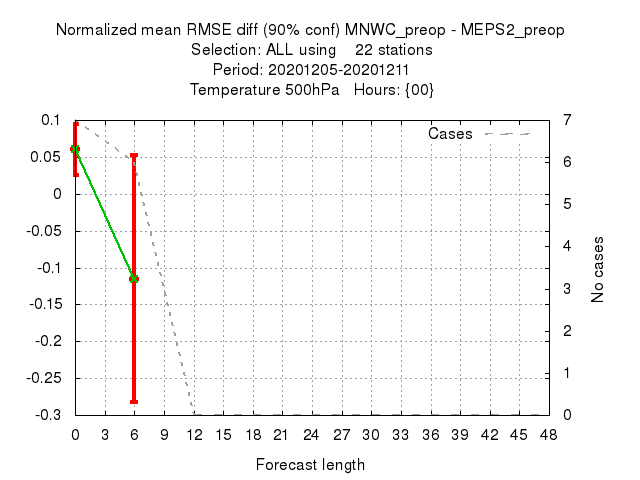 Normalized mean RMSE diff (90% conf) MNWC_preop - MEPS2_preop
Selection: ALL using 22 stations
Period: 20201205-20201211
Temperature 500hPa Hours: {00}
Cases
0.1
0.05
0
-0.05
-0.1
-0.15
-0.2
-0.25
-0.3
7
6
5
4
3
2
1
0
No cases
0 3 6 9 12 15 18 21 24 27 30 33 36 39 42 45 48
Forecast length